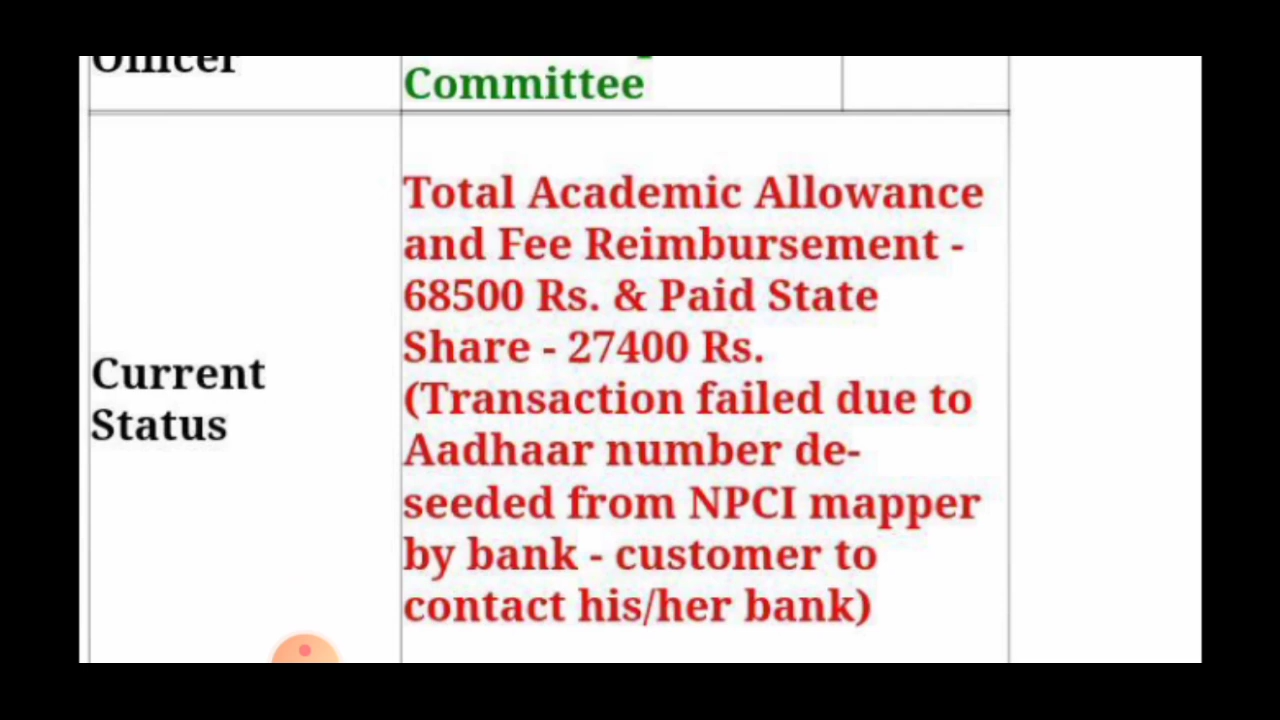 Officer
Committee
Total Academic Allowance
and Fee Reimbursement -
68500 Rs. & Paid State
Share - 27400 Rs.
(Transaction failed due to
Aadhaar number de-
seeded from NPCI mapper
by bank - customer to
contact his/her bank)
Current
Status